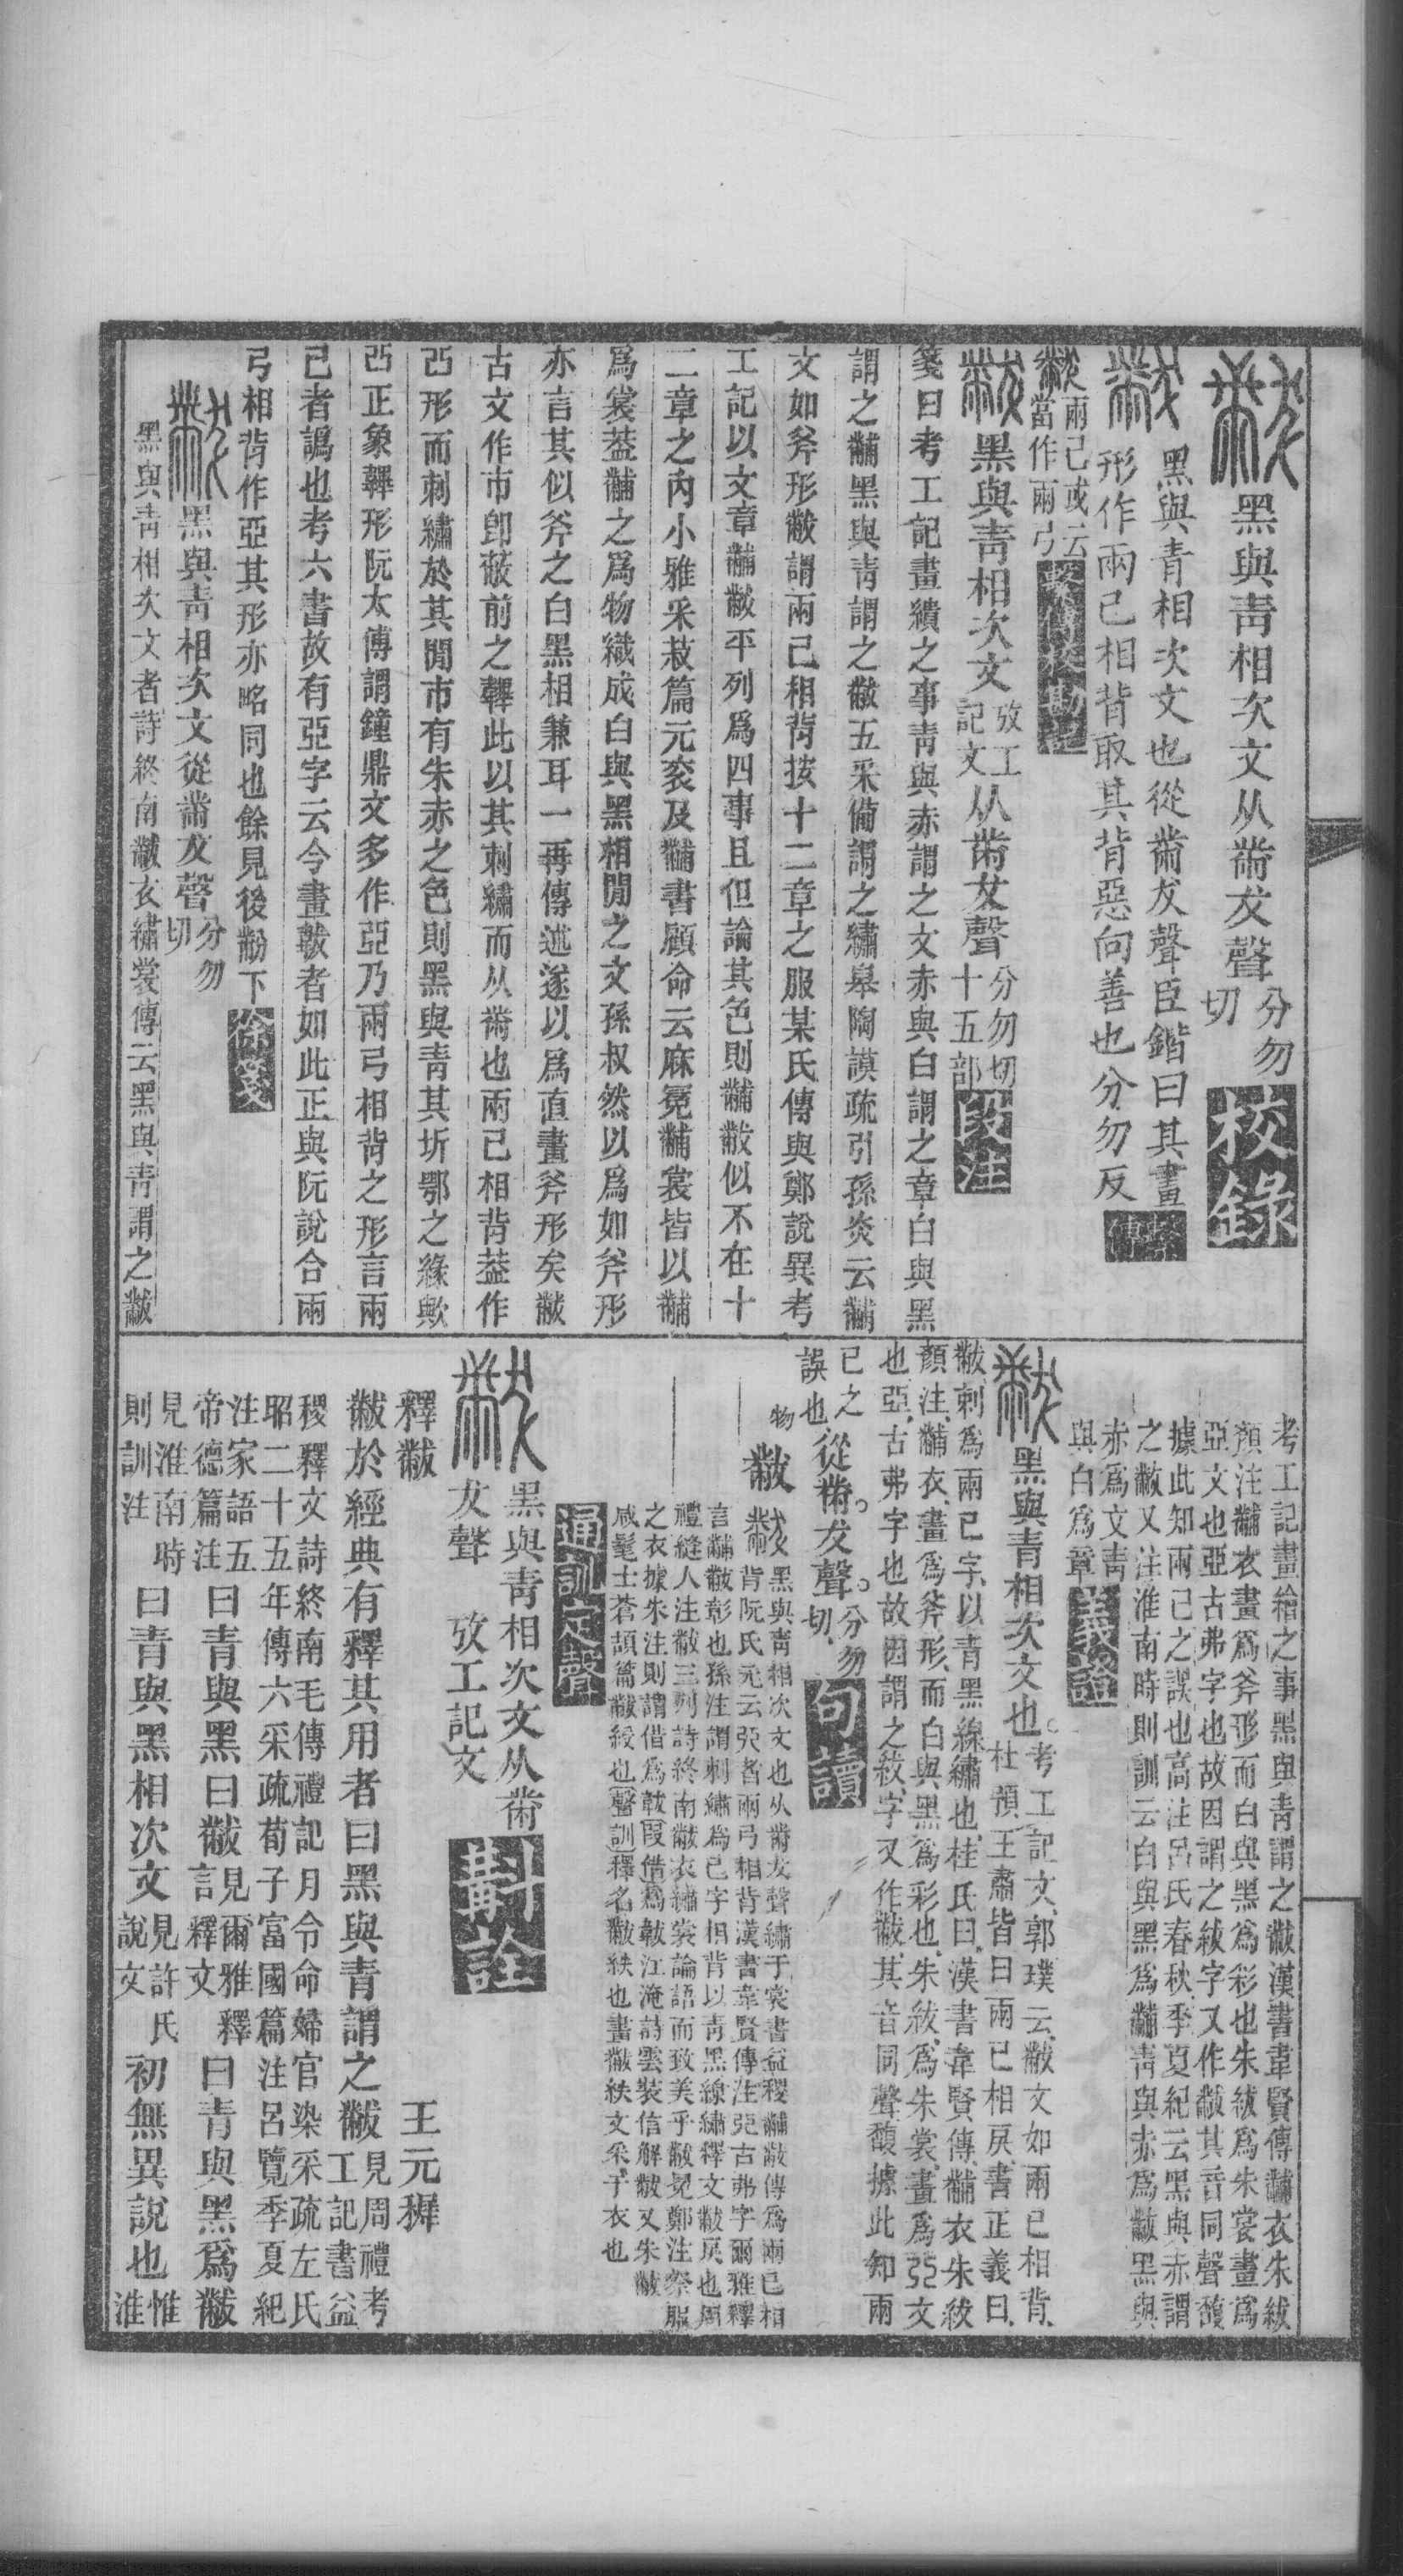 黻
黑與青相次文从黹犮聲
分勿
切
校錄
黻
黑與青相次文也從黹犮聲臣鍇曰其畫
形作兩己相背取其背惡向善也分勿反
繫
傳
兩己或云
當作兩弓
黻
黑與青相次文
攷工
記文
从黹犮聲
分勿切
十五部
段注
箋曰考工記畫繢之事青與赤謂之文赤與白謂之章白與黑
謂之黼黑與青謂之黻五采備謂之繡皋陶謨疏引孫炎云黼
文如斧形黻謂兩己相背按十二章之服某氏傳與鄭說異考
工記以文章黼黻平列爲四事且但論其色則黼黻似不在十
二章之內小雅采菽篇元袞及黼書顧命云麻冕黼裳皆以黼
爲裳葢黼之爲物織成白與黑相閒之文孫叔然以爲如斧形
亦言其似斧之白黑相兼耳一再傳述遂以爲直畫斧形矣黻
古文作巿卽蔽前之韠此以其刺繡而从黹也兩己相背葢作
形而刺繡於其閒巿有朱赤之色則黑與青其圻鄂之緣歟
正象韠形阮太傅謂鐘鼎文多作亞乃兩弓相背之形言兩
己者譌也考六書故有亞字云今畫黻者如此正與阮說合兩
弓相背作亞其形亦略同也餘見後黺下
徐箋
黻
黑與青相次文從黹犮聲
分勿
切
黑與青相次文者詩終南黻衣繡裳傳云黑與青謂之黻
考工記畫繪之事黑與青謂之黻漢書韋賢傳黼衣朱紱
顏注黼衣畫爲斧形而白與黑爲彩也朱紱爲朱裳畫爲
亞文也亞古弗字也故因謂之紱字又作黻其音同聲馥
據此知兩己之誤也高注呂氏春秋季夏紀云黑與赤謂
之黻又注淮南時則訓云白與黑爲黼青與赤爲黻黑與
赤爲文青
與白爲章
義證
黻
黑與青相次文也
考工記文郭璞云黻文如兩己相背
杜預王肅皆曰兩己相戾書正義曰
黻刺爲兩己字以青黑線繡也桂氏曰漢書韋賢傳黼衣朱紱
顏注黼衣畫爲斧形而白與黑爲彩也朱紱爲朱裳畫爲亞文
也亞古弗字也故因謂之紱字又作黻其音同聲馥據此知兩
己之
誤也
從黹犮聲
分勿
切
句讀
物
黻
黻
黑與青相次文也从黹犮聲繡于裳書益稷黼黻傳爲兩己相
背阮氏元云亞者兩弓相背漢書韋賢傳注亞古弗字爾雅釋
言黼黻彰也孫注謂刺繡爲己字相背以青黑線繡釋文黻戾也周
禮縫人注黻三列詩終南黻衣繡裳論語而致美乎黻冕鄭注祭服
之衣據朱注則謂借爲韍叚借爲韍江淹詩雲裝信解黻又朱黻
咸髦士蒼頡篇黻綬也聲訓釋名黻紩也畫黻紩文采于衣也
通訓定聲
黻
黑與青相次文从黹
犮聲 攷工記文
斠詮
釋黻
王元穉
黻於經典有釋其用者曰黑與青謂之黻
見周禮考
工記書益
稷釋文詩終南毛傳禮記月令命婦官染采疏左氏
昭二十五年傳六采疏荀子富國篇注呂覽季夏紀
注家語五
帝德篇注
曰青與黑曰黻
見爾雅釋
言釋文
曰青與黑爲黻
見淮南時
則訓注
曰青與黑相次文
見許氏
說文
初無異說也
惟
淮